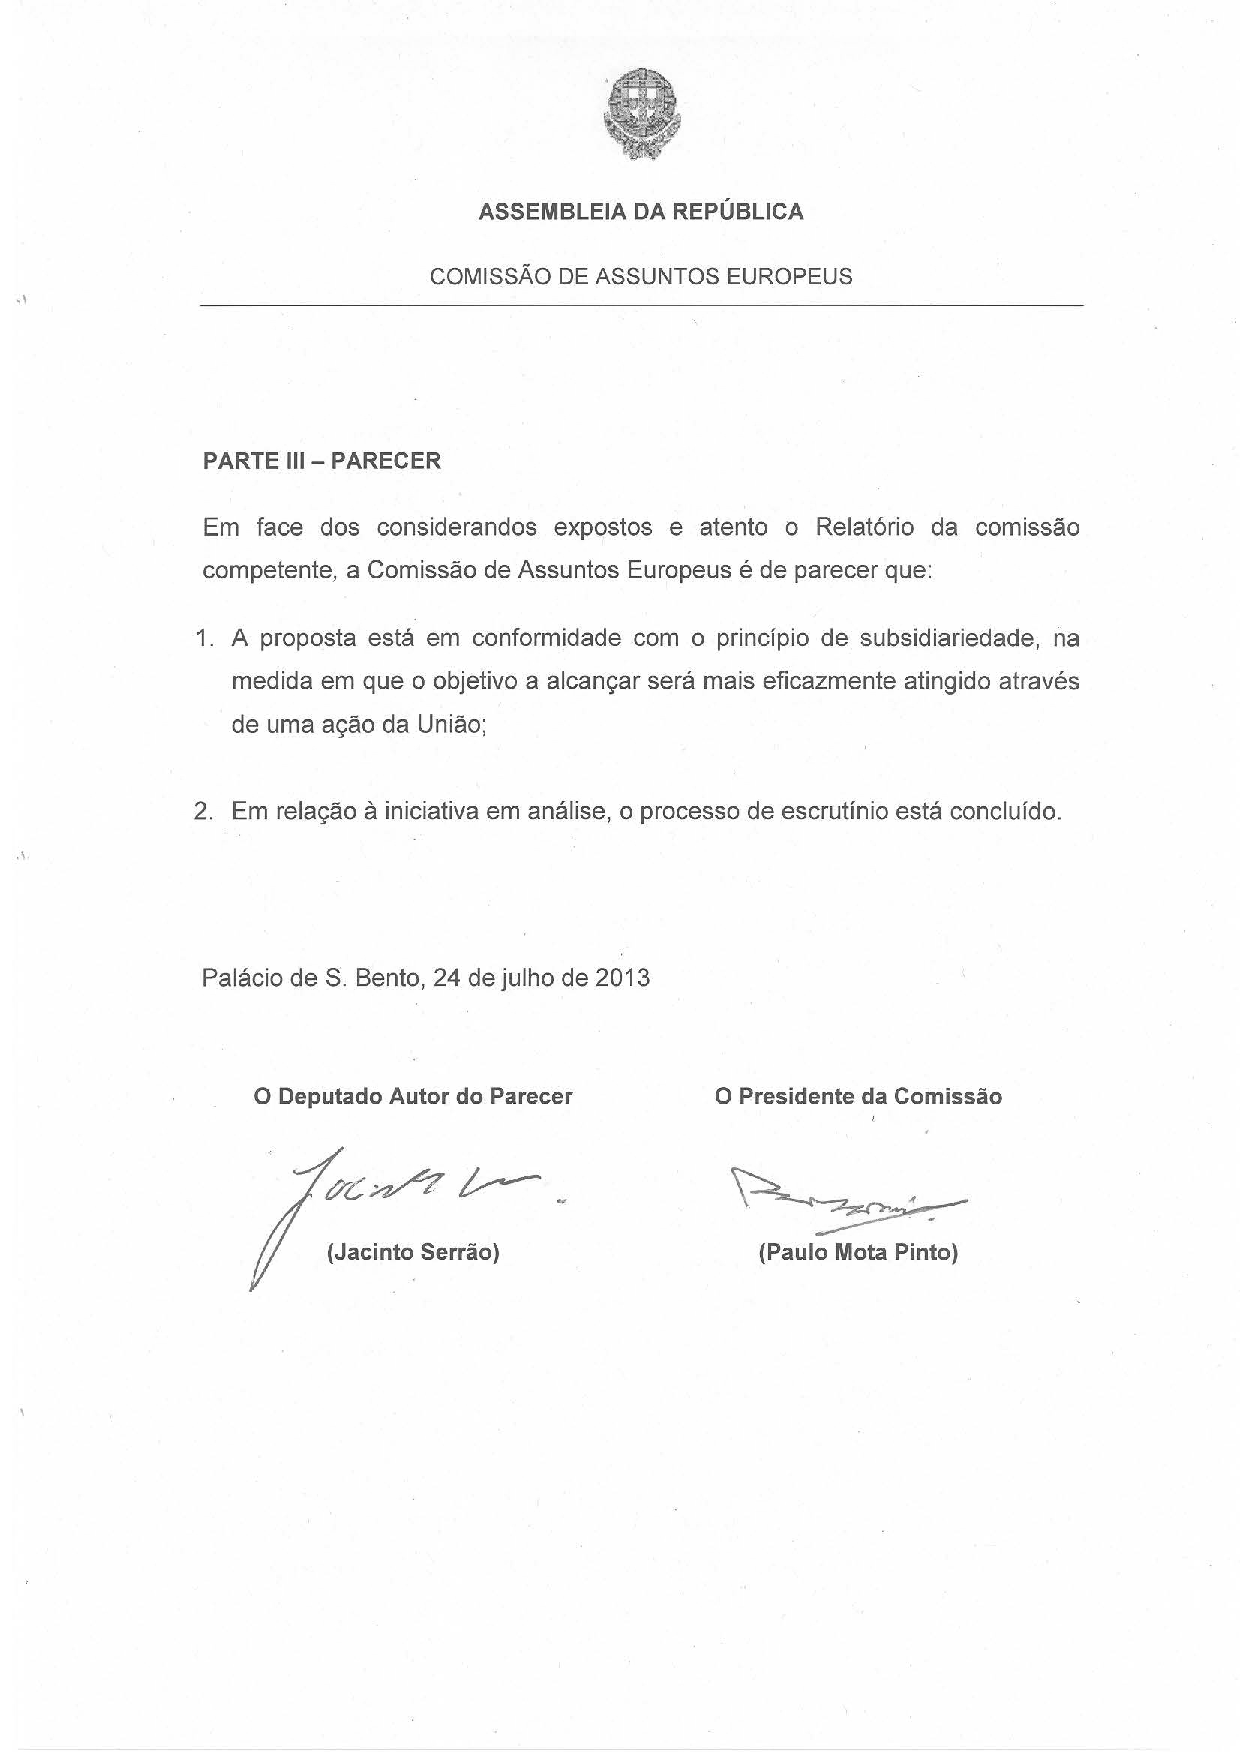 ASSEMBLEIA DA REPÚBLICA
COMISSÃO DE ASSUNTOS EUROPEUS
PARTE III – PARECER
Em face dos considerandos expostos e atento o Relatório da comissão
competente, a Comissão de Assuntos Europeus é de parecer que:
1. A proposta está em conformidade com o princípio de subsidiariedade, na
medida em que o objetivo a alcançar será mais eficazmente atingido através
de uma ação da União;
2. Em relação à iniciativa em análise, o processo de escrutínio está concluído.
Palácio de S. Bento, 24 de julho de 2013
O Deputado Autor do Parecer O Presidente da Comissão
(Jacinto Serrão) (Paulo Mota Pinto)